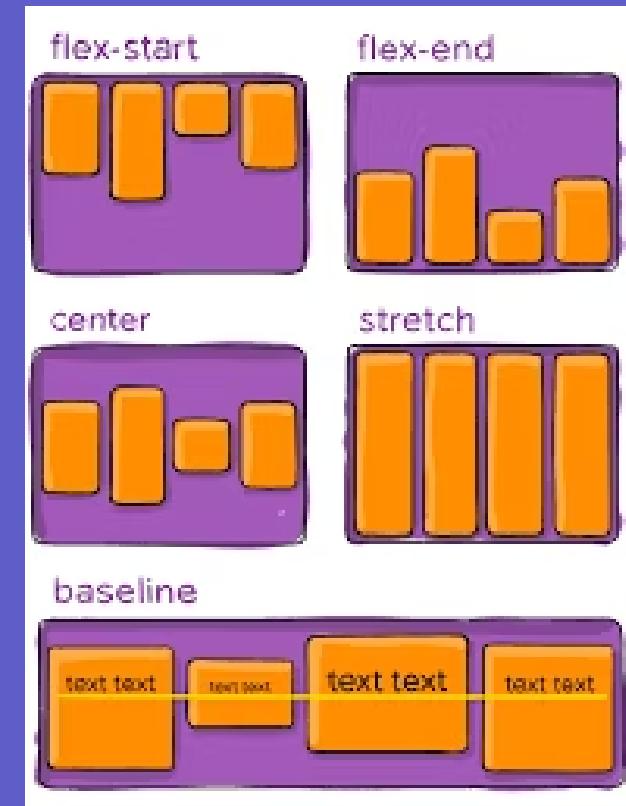 flex-start
flex-end
center
stretch
baseline
text text
text text
text text
text text